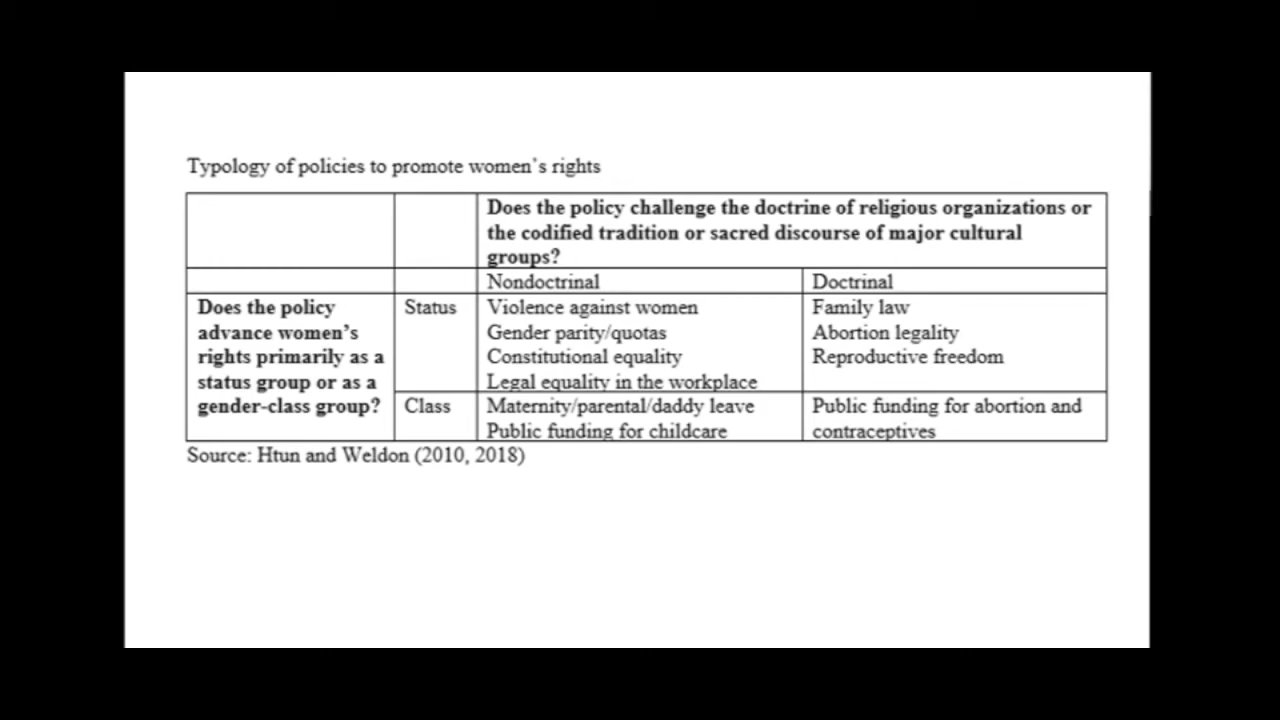 Typology of policies to promote women's rights
Does the policy challenge the doctrine of religious organizations or
the codified tradition or sacred discourse of major cultural
groups?
Nondoctrinal
Doctrinal
Does the policy
advance women's
rights primarily as a
status group or as a
gender-class group?
Status
Violence against women
Gender parity/quotas
Constitutional equality
Legal equality in the workplace
Family law
Abortion legality
Reproductive freedom
Class
Maternity/parental/daddy leave
Public funding for childcare
Public funding for abortion and
contraceptives
Source: Htun and Weldon (2010, 2018)